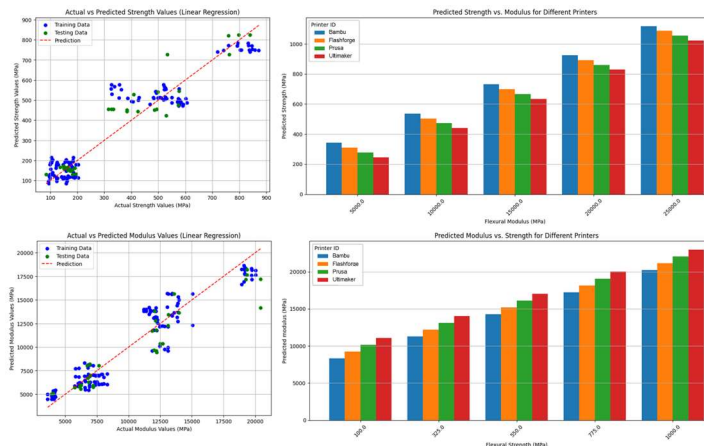 Actual vs Predicted Strength Values (Linear Regression)
Training Data
Testing Data
Prediction
Predicted Strength Values (MPa)
900
800
700
600
500
400
300
200
100
100 200 300 400 500 600 700 800 900
Actual Strength Values (MPa)
Predicted Strength vs. Modulus for Different Printers
Printer ID
Bambu
Flashforge
Prusa
Ultimaker
Predicted Strength (MPa)
1000
800
600
400
200
0
5000.0 10000.0 15000.0 20000.0 25000.0
Flexural Modulus (MPa)
Actual vs Predicted Modulus Values (Linear Regression)
Training Data
Testing Data
Prediction
Predicted Modulus Values (MPa)
20000
17500
15000
12500
10000
7500
5000
5000 7500 10000 12500 15000 17500 20000
Actual Modulus Values (MPa)
Predicted Modulus vs. Strength for Different Printers
Printer ID
Bambu
Flashforge
Prusa
Ultimaker
Predicted modulus (MPa)
20000
15000
10000
5000
0
100.0 325.0 550.0 775.0 1000.0
Flexural Strength (MPa)